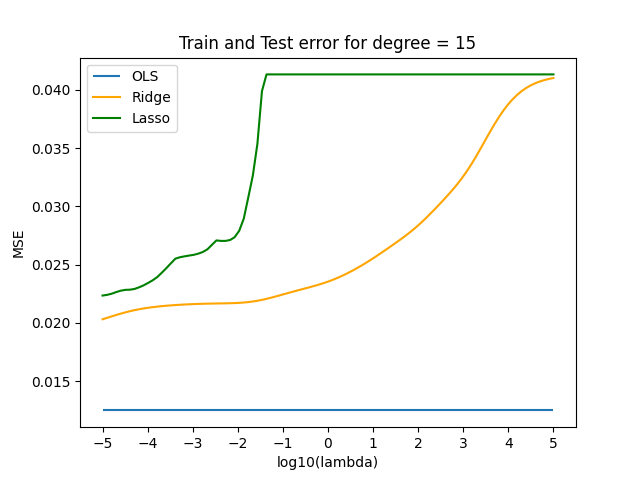 Train and Test error for degree = 15
OLS
Ridge
Lasso
MSE
0.040
0.035
0.030
0.025
0.020
0.015
−5 −4 −3 −2 −1 0 1 2 3 4 5
log10(lambda)